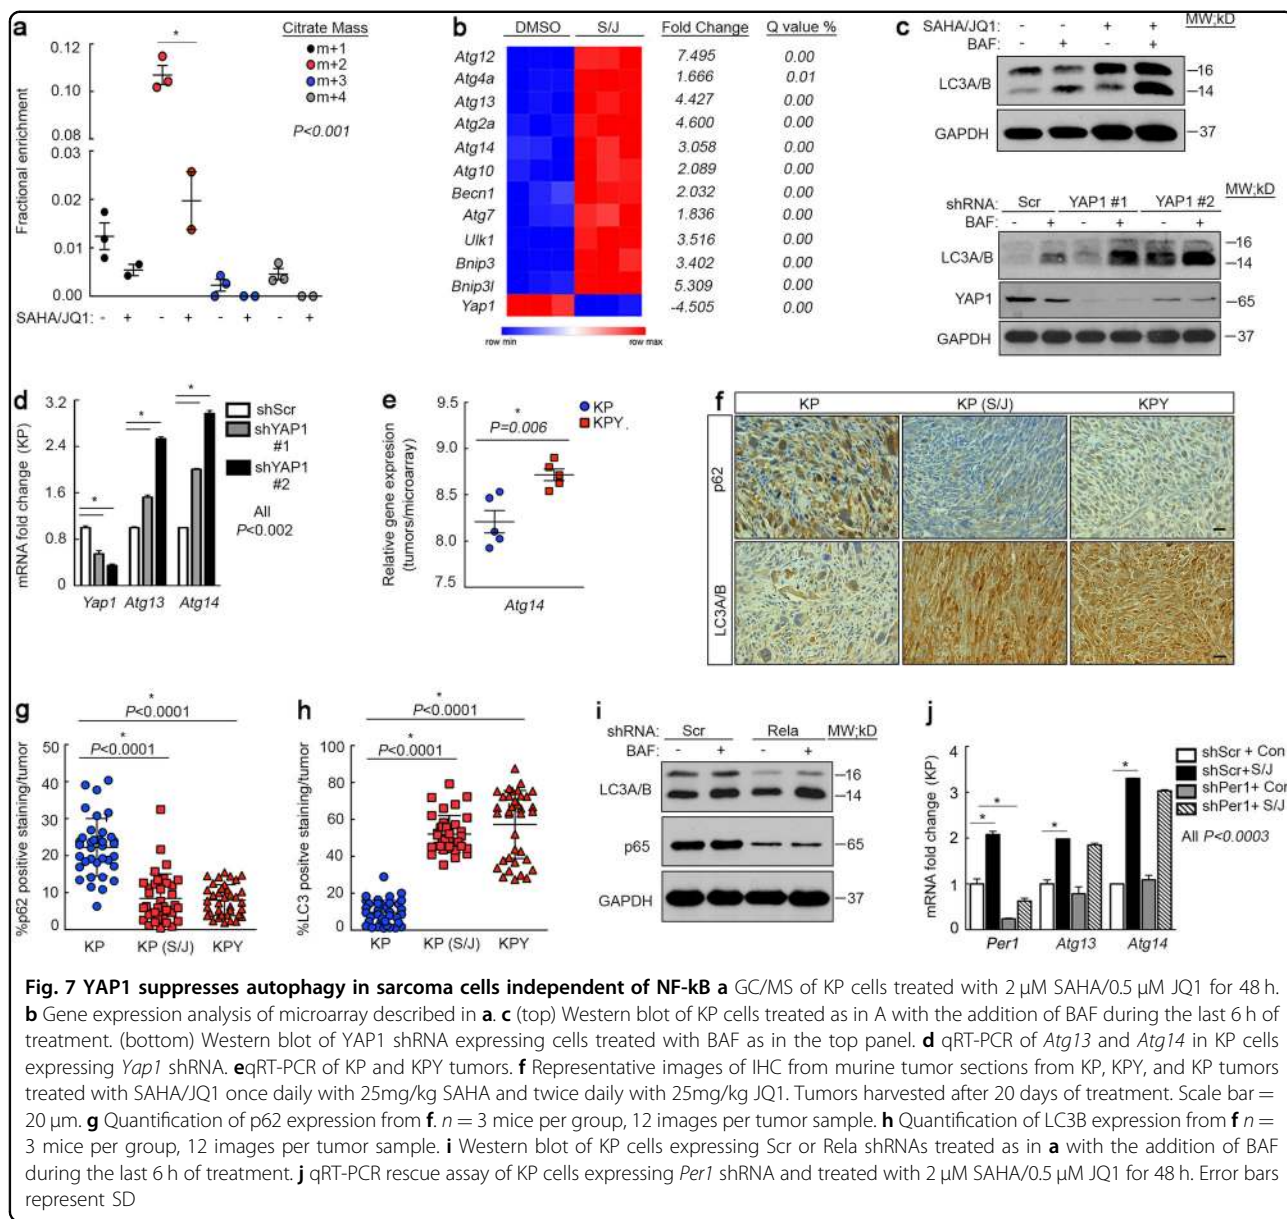 a
Fractional enrichment
0.12
0.10
0.08
0.03
0.02
0.01
0.00
*
Citrate Mass
m+1
m+2
m+3
m+4
P<0.001
SAHA/JQ1: - + - + - + - +
b
DMSO S/J Fold Change Q value %
Atg12 7.495 0.00
Atg4a 1.666 0.01
Atg13 4.427 0.00
Atg2a 4.600 0.00
Atg14 3.058 0.00
Atg10 2.089 0.00
Becn1 2.032 0.00
Atg7 1.836 0.00
Ulk1 3.516 0.00
Bnip3 3.402 0.00
Bnip3l 5.309 0.00
Yap1 -4.505 0.00
row min row max
c
SAHA/JQ1: - - + + MW;kD
BAF: - + - +
LC3A/B –16
–14
GAPDH –37
MW;kD
shRNA: Scr YAP1 #1 YAP1 #2
BAF: - + - + - +
LC3A/B –16
–14
YAP1 –65
GAPDH –37
d
mRNA fold change (KP)
3.2
2.4
1.6
0.8
0
* * *
Yap1 Atg13 Atg14
shScr
shYAP1
#1
shYAP1
#2
All
P<0.002
e
Relative gene expresion
(tumors/microarray)
9.5
9.0
8.5
8.0
7.5
*
P=0.006
KP
KPY.
Atg14
f
KP KP (S/J) KPY
p62
LC3A/B
g
%p62 positive staining/tumor
50
40
30
20
10
0
*
P<0.0001
*
P<0.0001
KP KP (S/J) KPY
h
%LC3 positve staining/tumor
100
80
60
40
20
0
*
P<0.0001
*
P<0.0001
KP KP (S/J) KPY
i
shRNA: Scr Rela MW;kD
BAF: - + - +
LC3A/B –16
–14
p65 –65
GAPDH –37
j
mRNA fold change (KP)
4
2
1
0
* * * *
Per1 Atg13 Atg14
shScr + Con
shScr+S/J
shPer1+ Con
shPer1+ S/J
All P<0.0003
Fig. 7 YAP1 suppresses autophagy in sarcoma cells independent of NF-kB a GC/MS of KP cells treated with 2 µM SAHA/0.5 µM JQ1 for 48 h.
b Gene expression analysis of microarray described in a. c (top) Western blot of KP cells treated as in A with the addition of BAF during the last 6 h of
treatment. (bottom) Western blot of YAP1 shRNA expressing cells treated with BAF as in the top panel. d qRT-PCR of Atg13 and Atg14 in KP cells
expressing Yap1 shRNA. eqRT-PCR of KP and KPY tumors. f Representative images of IHC from murine tumor sections from KP, KPY, and KP tumors
treated with SAHA/JQ1 once daily with 25mg/kg SAHA and twice daily with 25mg/kg JQ1. Tumors harvested after 20 days of treatment. Scale bar =
20 µm. g Quantification of p62 expression from f. n = 3 mice per group, 12 images per tumor sample. h Quantification of LC3B expression from f n =
3 mice per group, 12 images per tumor sample. i Western blot of KP cells expressing Scr or Rela shRNAs treated as in a with the addition of BAF
during the last 6 h of treatment. j qRT-PCR rescue assay of KP cells expressing Per1 shRNA and treated with 2 µM SAHA/0.5 µM JQ1 for 48 h. Error bars
represent SD